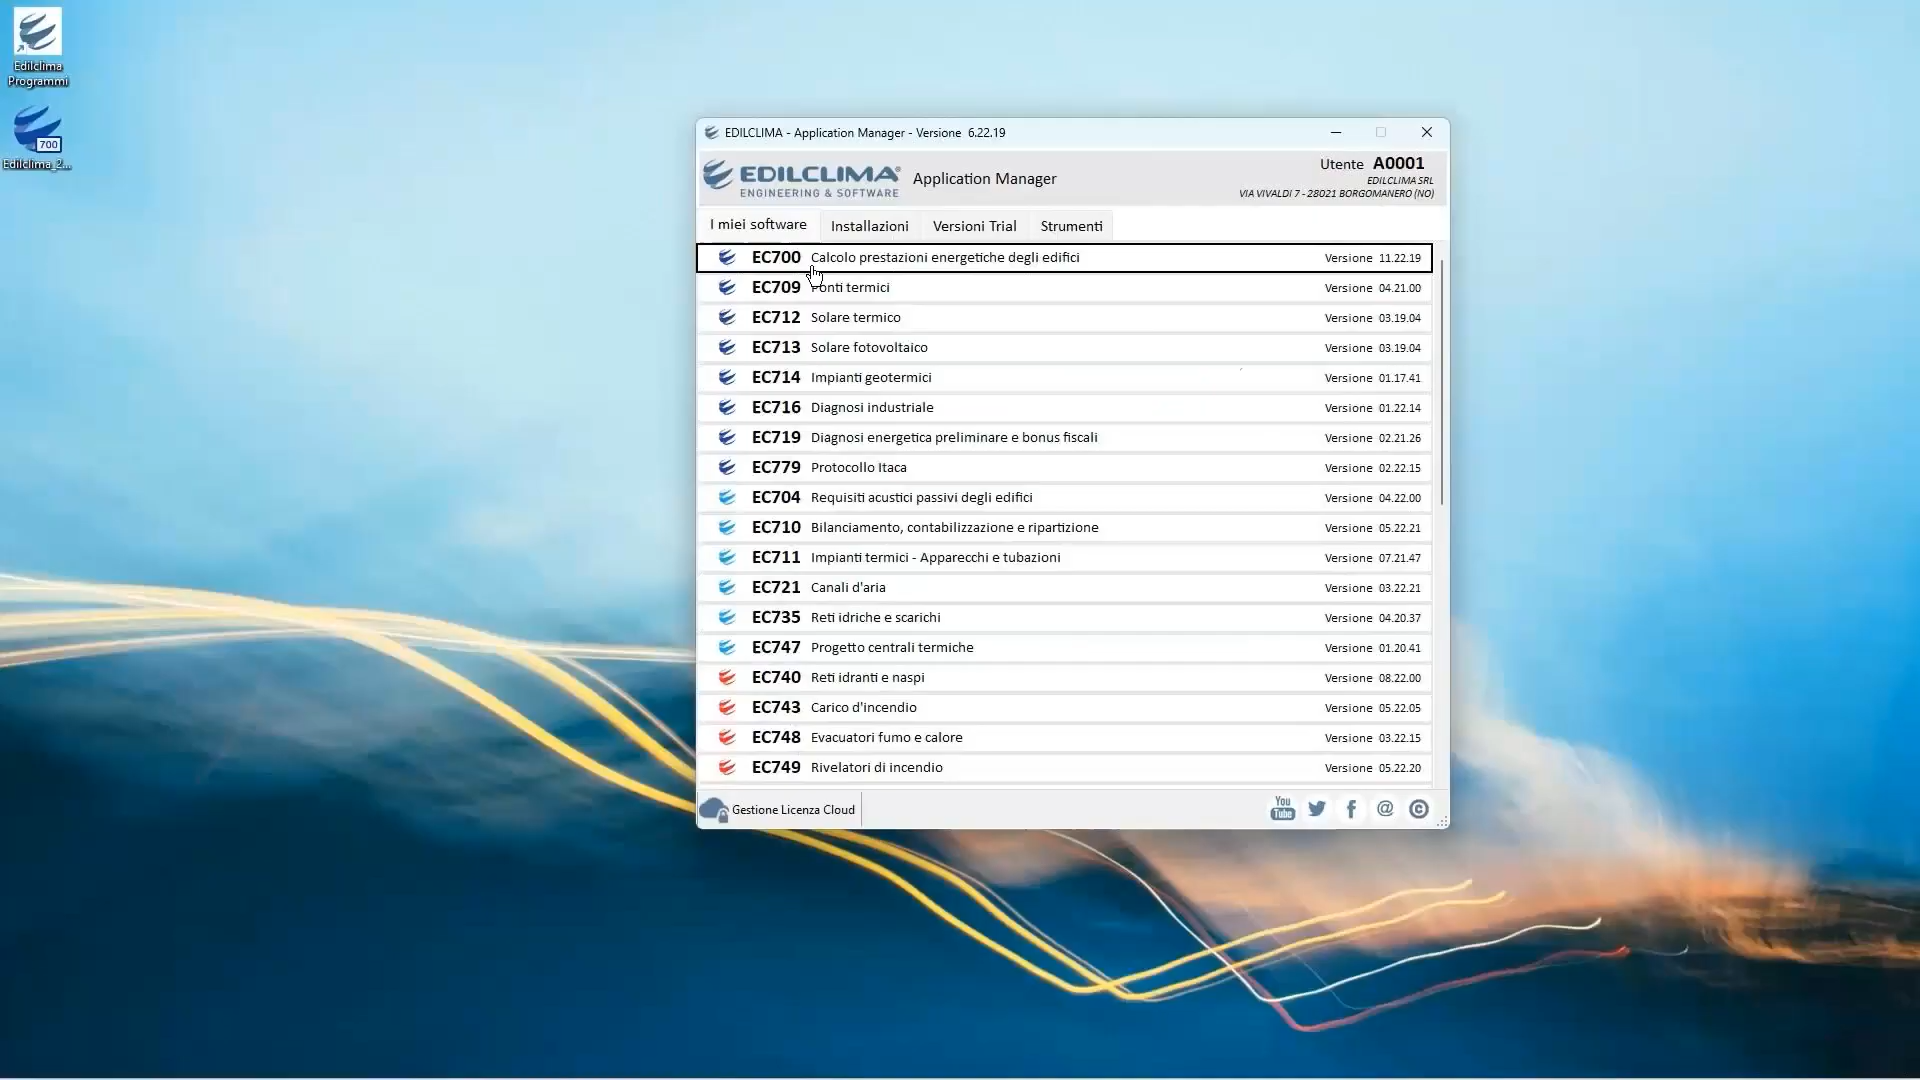 Edilclima
Programmi
700
Edilclima_2...
EDILCLIMA - Application Manager - Versione 6.22.19
EDILCLIMA
ENGINEERING & SOFTWARE
Application Manager
Utente A0001
EDILCLIMA SRL
VIA VIVALDI 7 - 28021 BORGOMANERO (NO)
I miei software Installazioni Versioni Trial Strumenti
EC700 Calcolo prestazioni energetiche degli edifici Versione 11.22.19
EC709 Ponti termici Versione 04.21.00
EC712 Solare termico Versione 03.19.04
EC713 Solare fotovoltaico Versione 03.19.04
EC714 Impianti geotermici Versione 01.17.41
EC716 Diagnosi industriale Versione 01.22.14
EC719 Diagnosi energetica preliminare e bonus fiscali Versione 02.21.26
EC779 Protocollo Itaca Versione 02.22.15
EC704 Requisiti acustici passivi degli edifici Versione 04.22.00
EC710 Bilanciamento, contabilizzazione e ripartizione Versione 05.22.21
EC711 Impianti termici - Apparecchi e tubazioni Versione 07.21.47
EC721 Canali d'aria Versione 03.22.21
EC735 Reti idriche e scarichi Versione 04.20.37
EC747 Progetto centrali termiche Versione 01.20.41
EC740 Reti idranti e naspi Versione 08.22.00
EC743 Carico d'incendio Versione 05.22.05
EC748 Evacuatori fumo e calore Versione 03.22.15
EC749 Rivelatori di incendio Versione 05.22.20
Gestione Licenza Cloud
You
Tube